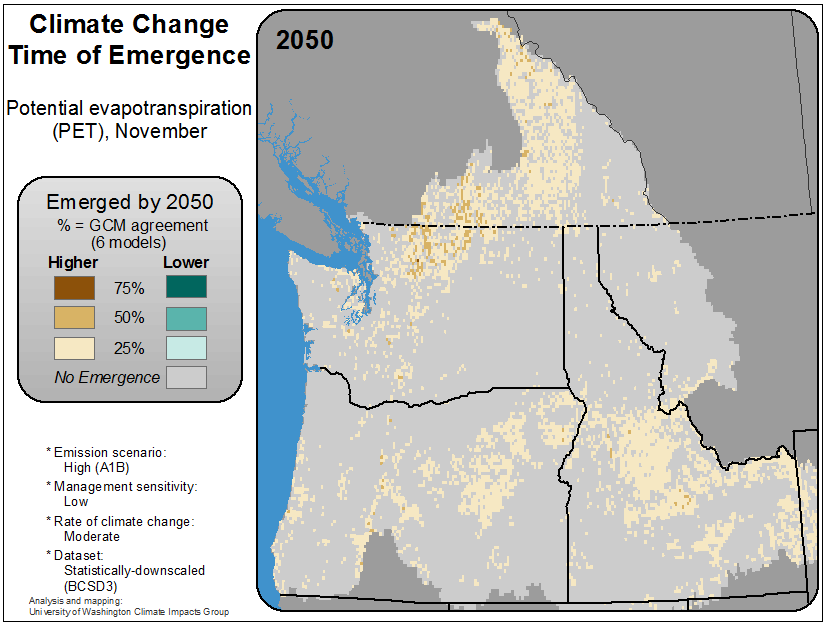 Climate Change
Time of Emergence
Potential evapotranspiration
(PET), November
2050
Emerged by 2050
% = GCM agreement
(6 models)
Higher Lower
75%
50%
25%
No Emergence
* Emission scenario:
High (A1B)
* Management sensitivity:
Low
* Rate of climate change:
Moderate
* Dataset:
Statistically-downscaled
(BCSD3)
Analysis and mapping:
University of Washington Climate Impacts Group